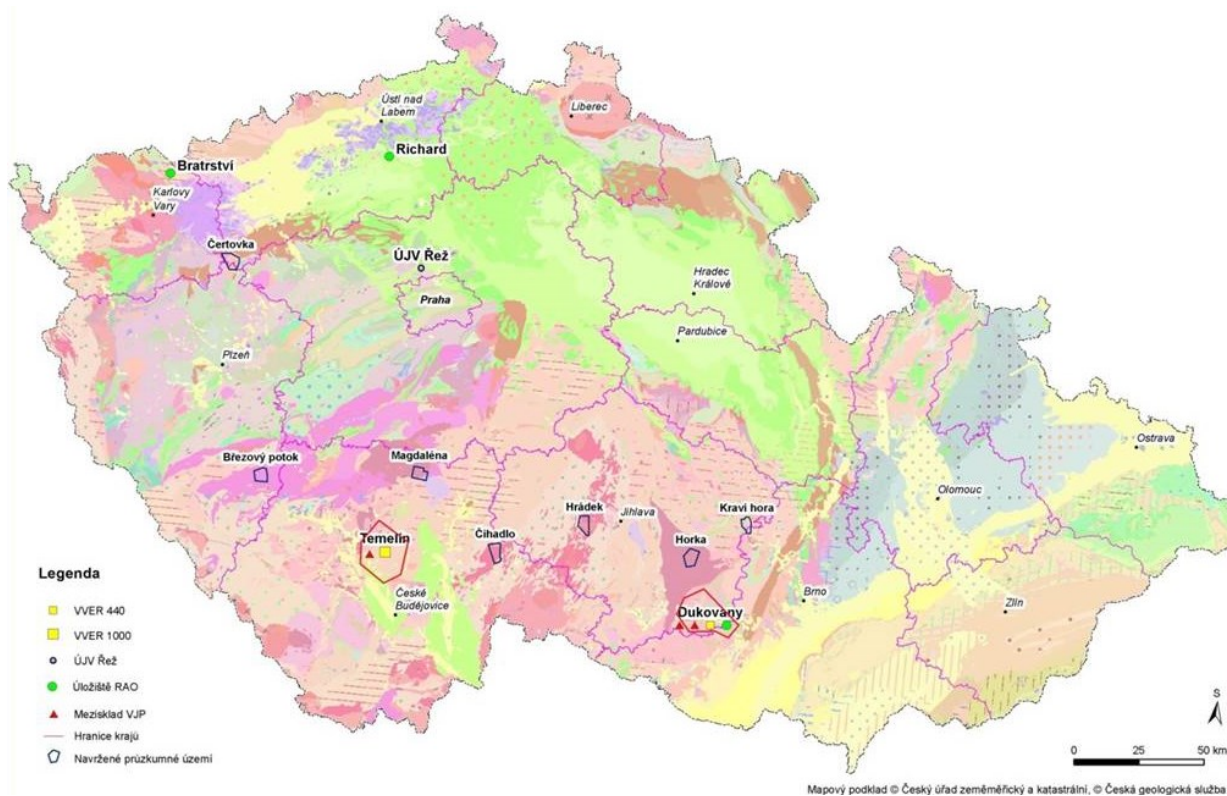 Ústí nad
Labem
Liberec
Richard
Bratrství
Karlovy
Vary
Čertovka
ÚJV Řež
Praha
Hradec
Králové
Pardubice
Plzeň
Březový potok
Magdaléna
Ostrava
Olomouc
Hrádek
Jihlava
Kraví hora
Temelín
Čihadlo
Horka
České
Budějovice
Dukovany
Brno
Zlín
Legenda
VVER 440
VVER 1000
ÚJV Řež
Úložiště RAO
Mezisklad VJP
Hranice krajů
Navržené průzkumné území
S
0 25 50 km
Mapový podklad © Český úřad zeměměřický a katastrální, © Česká geologická služba